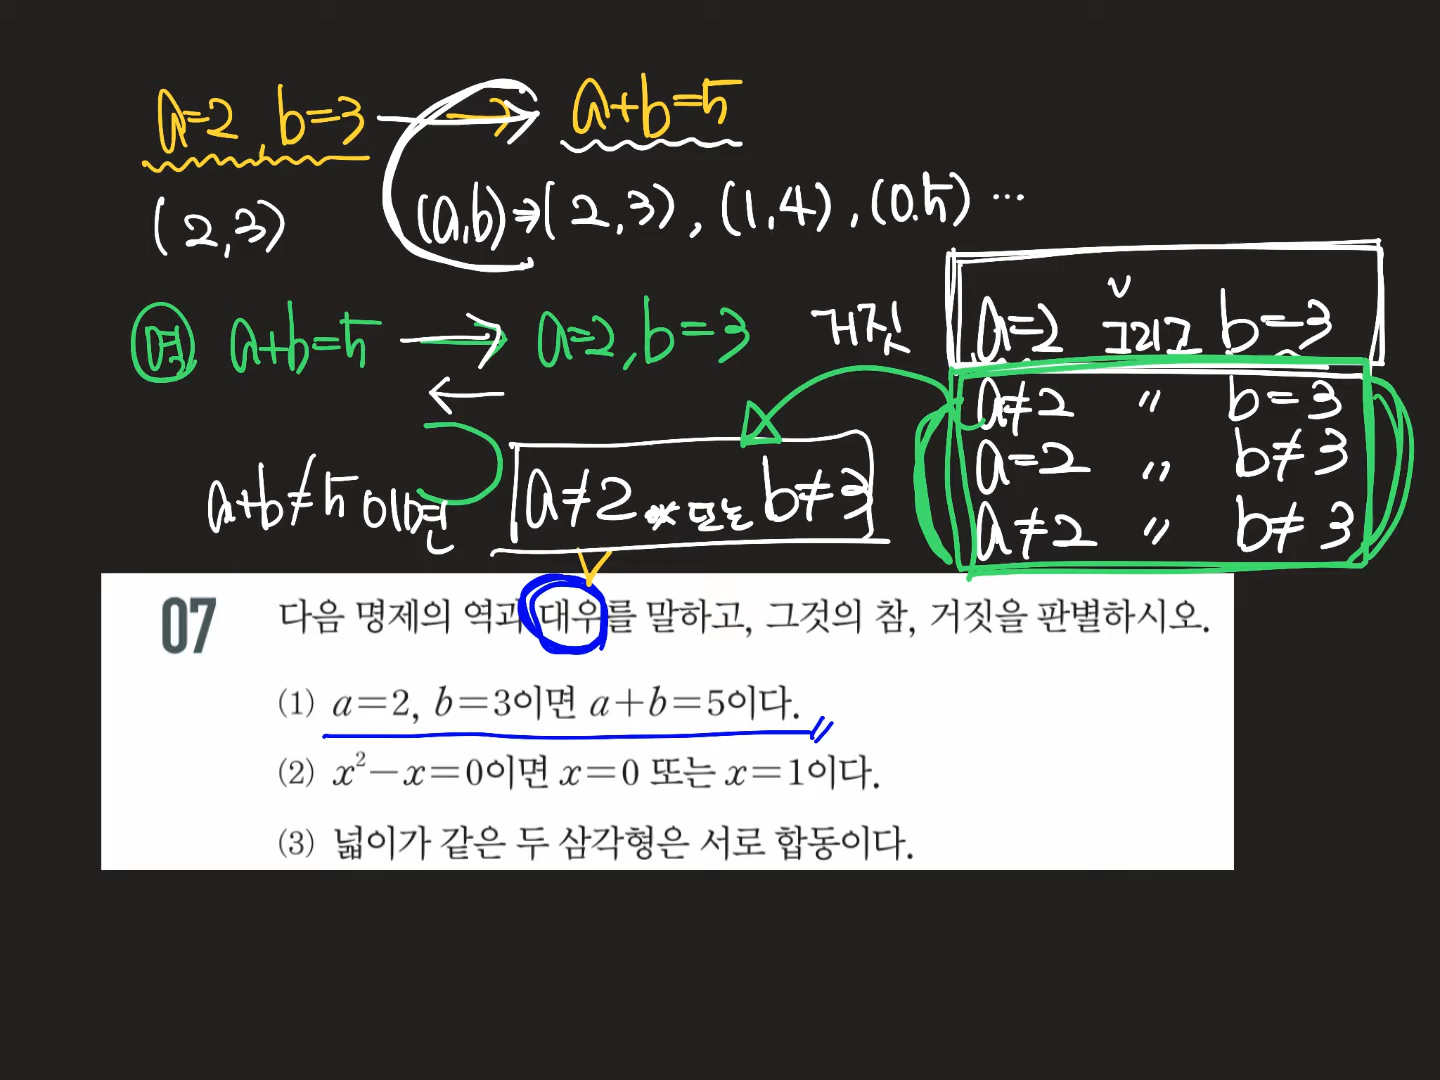 a=2, b=3 → a+b=5
(2,3) (a,b)⇒(2,3), (1,4), (0.5) ...
역 a+b=5 → a=2, b=3 거짓
←
a=2 그리고 b=3
a≠2 〃 b=3
a=2 〃 b≠3
a≠2 〃 b≠3
a+b≠5이면 a≠2 또는 b≠3
07 다음 명제의 역과 대우를 말하고, 그것의 참, 거짓을 판별하시오.
(1) a=2, b=3이면 a+b=5이다.
(2) x²-x=0이면 x=0 또는 x=1이다.
(3) 넓이가 같은 두 삼각형은 서로 합동이다.